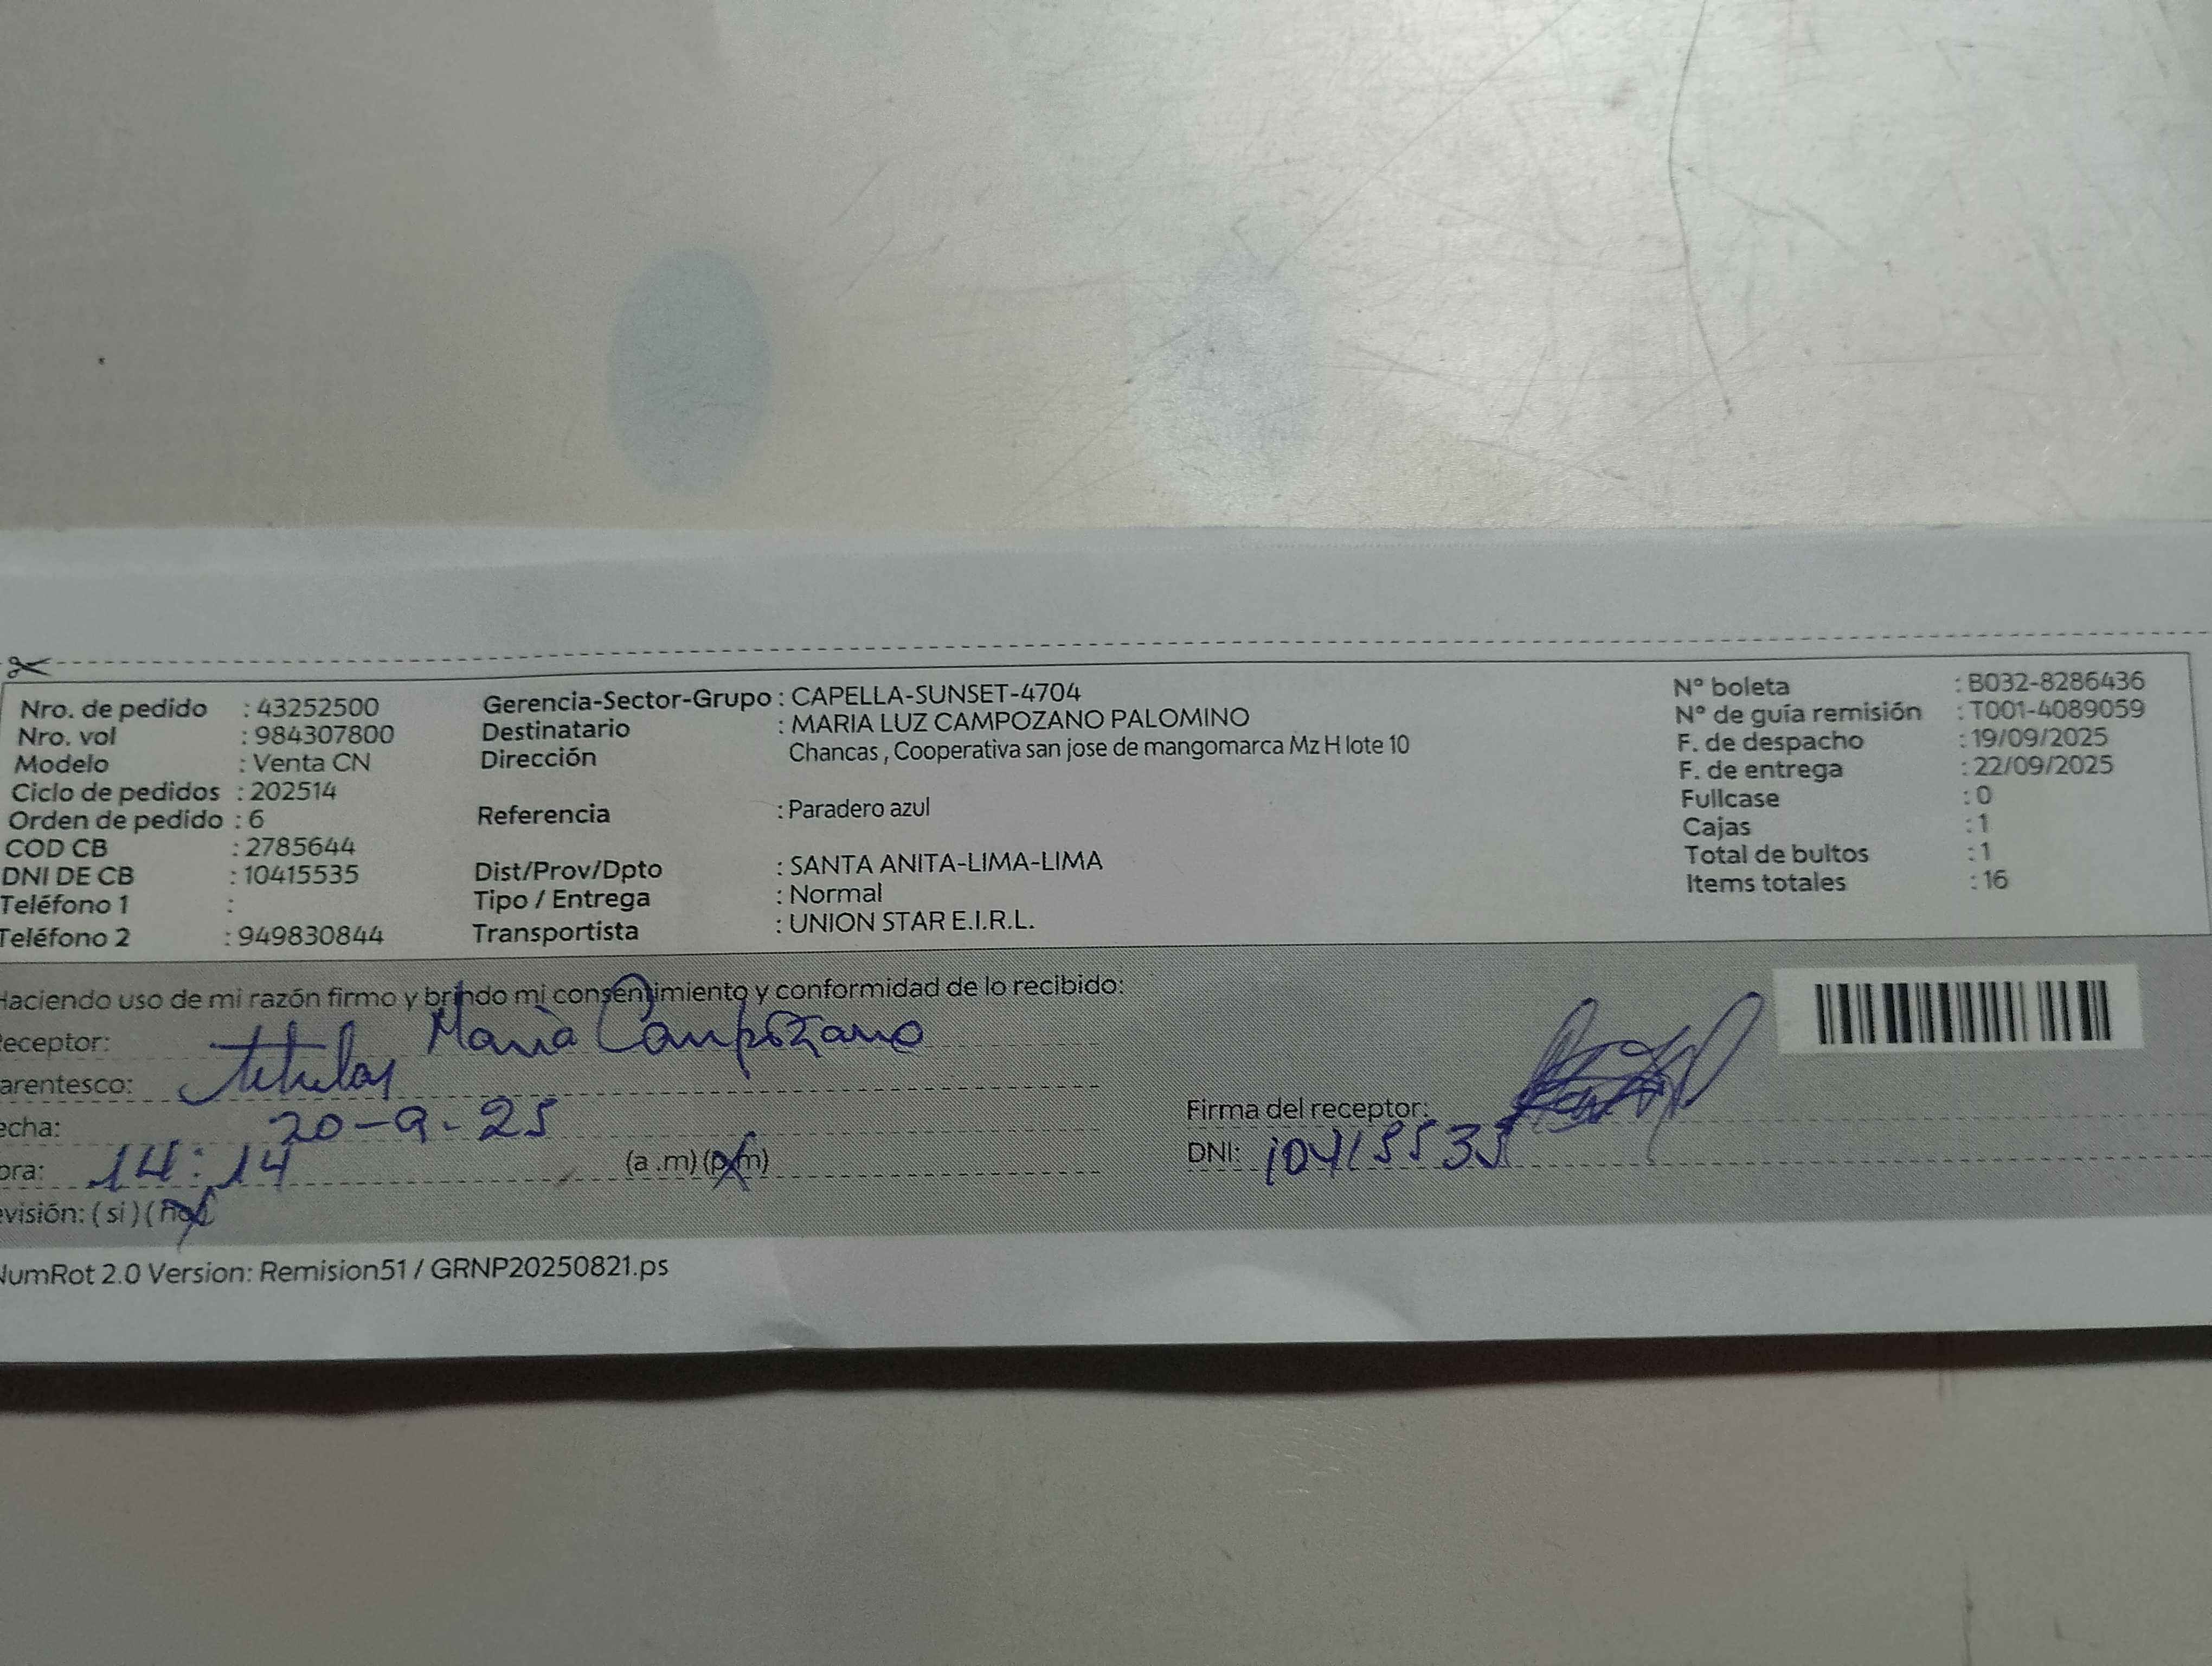 Nro. de pedido : 43252500
Nro. vol : 984307800
Modelo : Venta CN
Ciclo de pedidos : 202514
Orden de pedido : 6
COD CB : 2785644
DNI DE CB : 10415535
Teléfono 1 :
Teléfono 2 : 949830844
Gerencia-Sector-Grupo : CAPELLA-SUNSET-4704
Destinatario : MARIA LUZ CAMPOZANO PALOMINO
Dirección Chancas , Cooperativa san jose de mangomarca Mz H lote 10
Referencia : Paradero azul
Dist/Prov/Dpto : SANTA ANITA-LIMA-LIMA
Tipo / Entrega : Normal
Transportista : UNION STAR E.I.R.L.
N° boleta : B032-8286436
N° de guía remisión : T001-4089059
F. de despacho : 19/09/2025
F. de entrega : 22/09/2025
Fullcase : 0
Cajas : 1
Total de bultos : 1
Items totales : 16
Haciendo uso de mi razón firmo y brindo mi consentimiento y conformidad de lo recibido:
eceptor: Maria Campozano
arentesco: titular
echa: 20-9-25
ora: 14:14 (a .m) (p.m)
evisión: ( si ) ( no )
Firma del receptor:
DNI: 10415535
NumRot 2.0 Version: Remision51 / GRNP20250821.ps